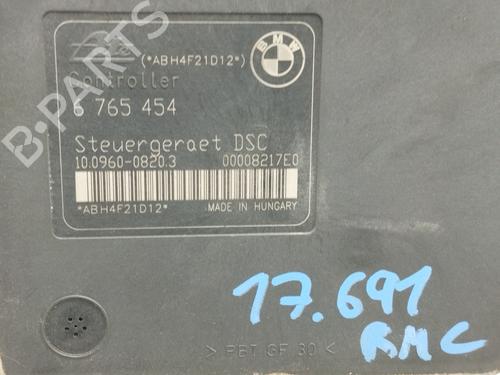 (*ABH4F21D12*)
BMW
Controller
6 765 454
Steuergeraet DSC
10.0960-0820.3 00008217E0
*ABH4F21D12* MADE IN HUNGARY
17.691
RMC
> PBT GF 30 <
B-PARTS